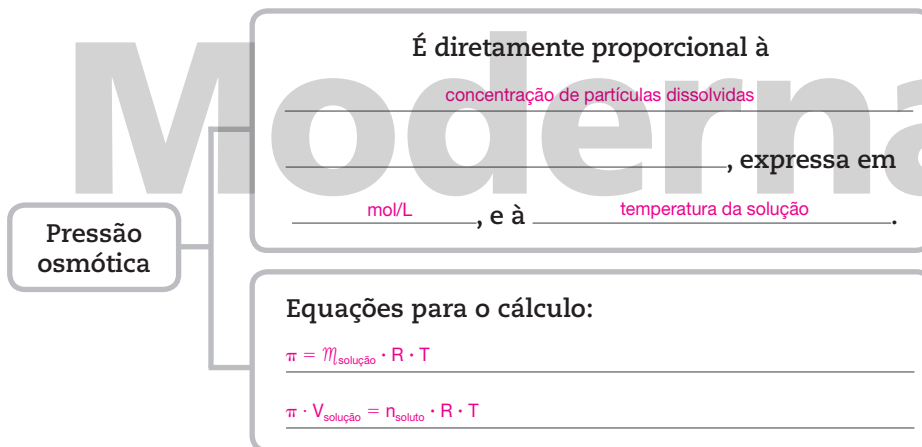 Moderna
É diretamente proporcional à
concentração de partículas dissolvidas
, expressa em
mol/L, e à temperatura da solução.
Pressão
osmótica
Equações para o cálculo:
π = 𝓜solução · R · T
π · Vsolução = nsoluto · R · T